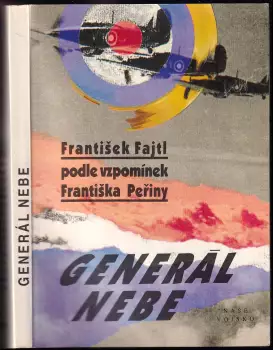 GENERÁL NEBE
František Fajtl
podle vzpomínek
Františka Peřiny
GENERÁL
NEBE
NAŠE
VOJSKO